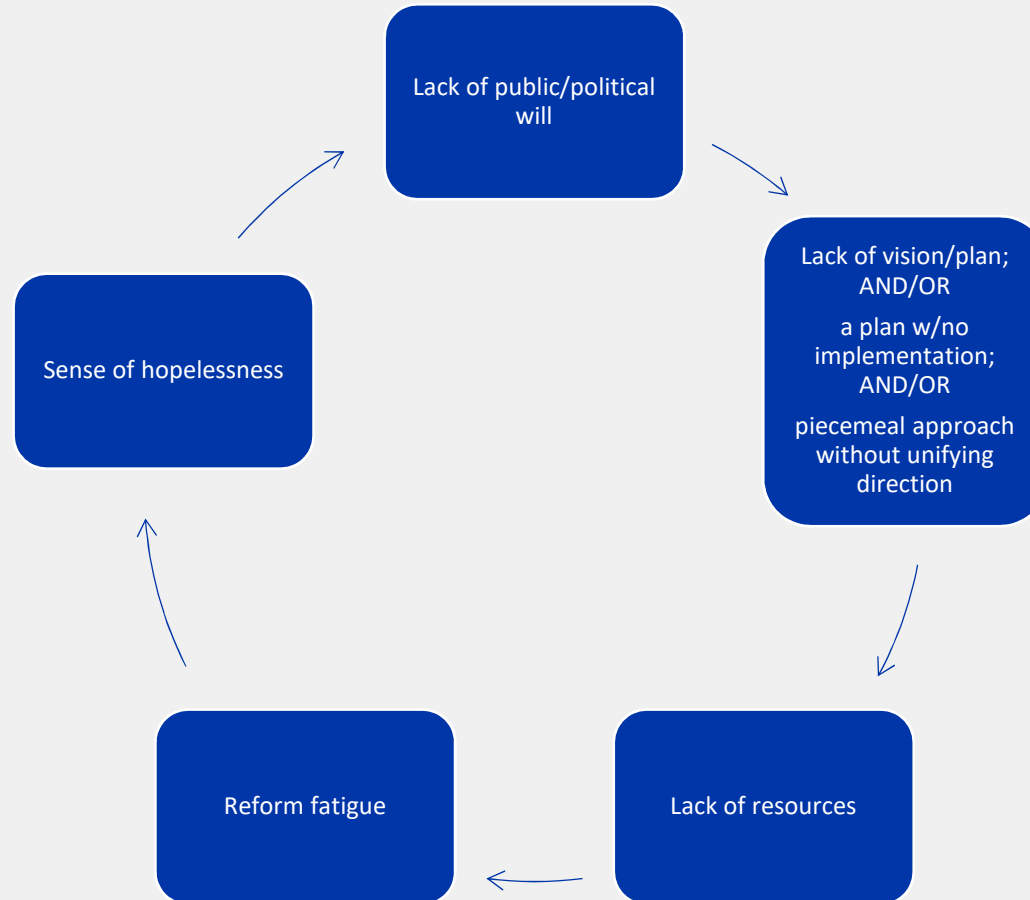 Lack of public/political
will
Lack of vision/plan;
AND/OR
a plan w/no
implementation;
AND/OR
piecemeal approach
without unifying
direction
Lack of resources
Reform fatigue
Sense of hopelessness